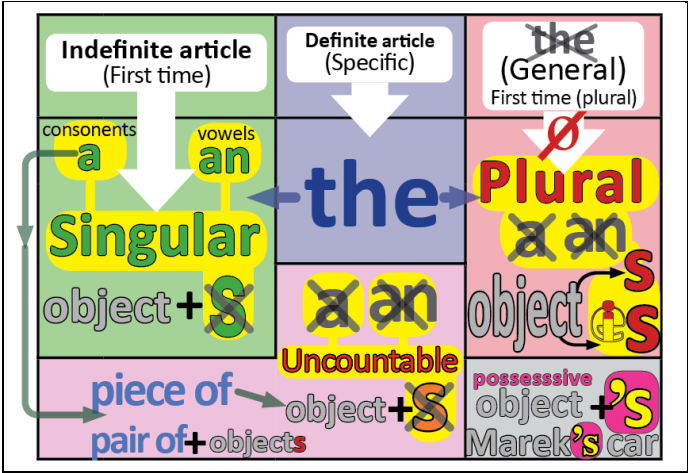 Indefinite article
(First time)
consonents
a
vowels
an
Singular
object + S
Definite article
(Specific)
the
the
(General)
First time (plural)
Ø
Plural
a an
object s
es
a an
Uncountable
piece of
object + S
pair of + objects
possesssive
object + 's
Marek's car